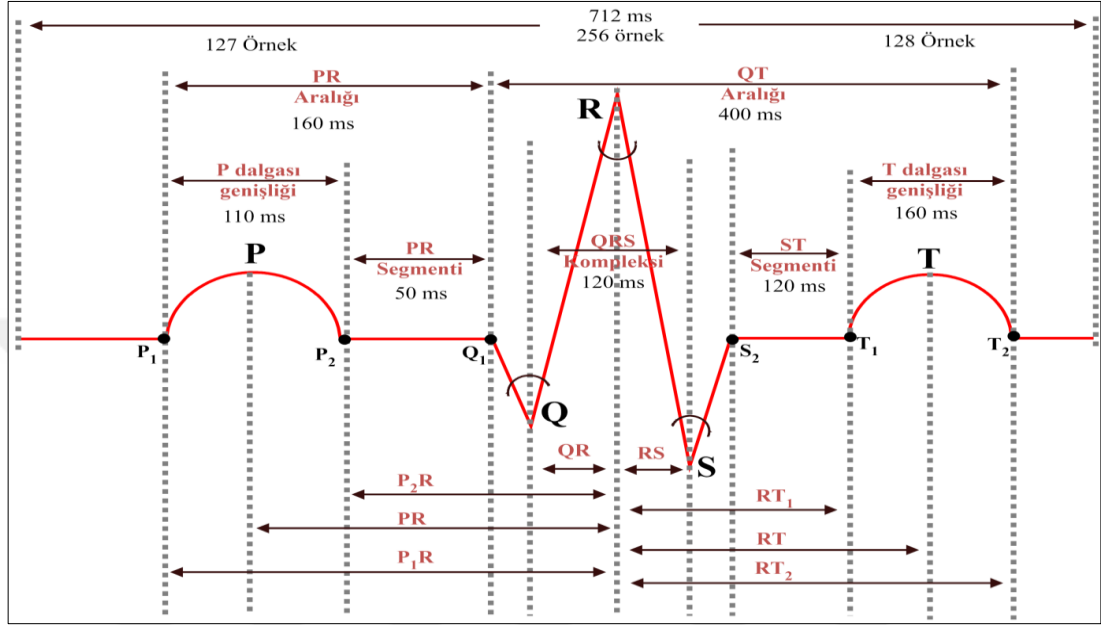 712 ms
256 örnek
127 Örnek
128 Örnek
PR
Aralığı
160 ms
QT
Aralığı
400 ms
R
P dalgası
genişliği
110 ms
T dalgası
genişliği
160 ms
P
PR
Segmenti
50 ms
QRS
Kompleksi
120 ms
ST
Segmenti
120 ms
T
P₁
P₂
Q₁
S₂
T₁
T₂
Q
S
QR
RS
P₂R
RT₁
PR
RT
P₁R
RT₂